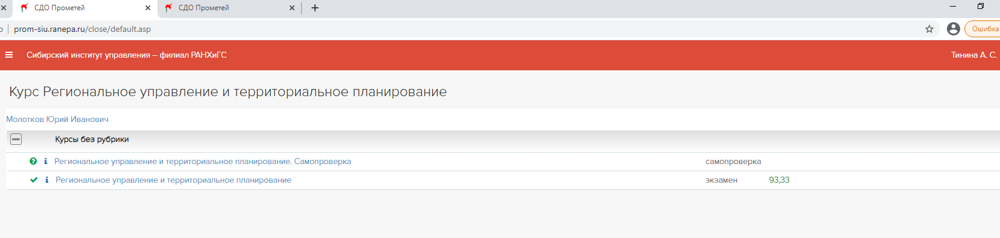 СДО Прометей
СДО Прометей
prom-siu.ranepa.ru/close/default.asp
Ошибка
Сибирский институт управления – филиал РАНХиГС
Тинина А. С.
Курс Региональное управление и территориальное планирование
Молотков Юрий Иванович
Курсы без рубрики
Региональное управление и территориальное планирование. Самопроверка самопроверка
Региональное управление и территориальное планирование экзамен 93,33